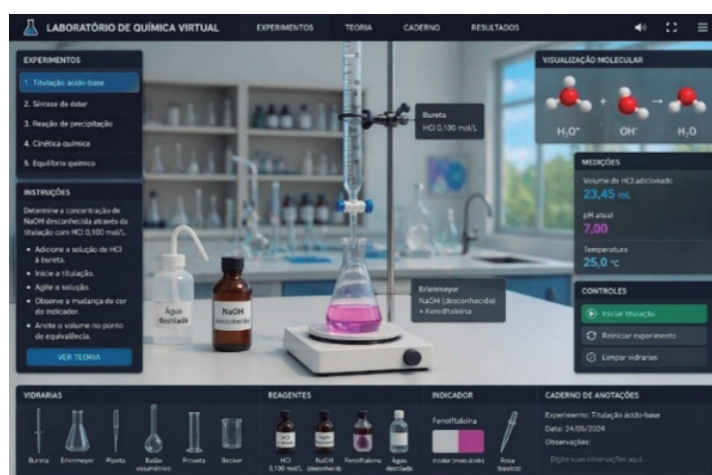 LABORATÓRIO DE QUÍMICA VIRTUAL
EXPERIMENTOS
TEORIA
CADERNO
RESULTADOS
EXPERIMENTOS
1. Titulação ácido-base
2. Síntese de éster
3. Reação de precipitação
4. Cinética química
5. Equilíbrio químico
INSTRUÇÕES
Determine a concentração de
NaOH desconhecida através da
titulação com HCl 0,100 mol/L.
• Adicione a solução de HCl
à bureta.
• Inicie a titulação.
• Agite a solução.
• Observe a mudança de cor
do indicador.
• Anote o volume no ponto
de equivalência.
VER TEORIA
Bureta
HCl 0,100 mol/L
Erlenmeyer
NaOH (desconhecido)
+ Fenolftaleína
Água
destilada
NaOH
VISUALIZAÇÃO MOLECULAR
+ →
H₃O⁺ OH⁻ H₂O
MEDIÇÕES
Volume de HCl adicionado
23,45 mL
pH atual
7,00
Temperatura
25,0 °C
CONTROLES
Iniciar titulação
Reiniciar experimento
Limpar vidrarias
VIDRARIAS
Bureta
Erlenmeyer
Pipeta
Balão
volumétrico
Proveta
Becker
REAGENTES
HCl
0,100 mol/L
NaOH
Fenolftaleína
Água
destilada
INDICADOR
Fenolftaleína
Incolor (meio ácido)
Rosa
(básico)
CADERNO DE ANOTAÇÕES
Experimento: Titulação ácido-base
Data: 24/05/2024
Observações:
Digite suas observações aqui...